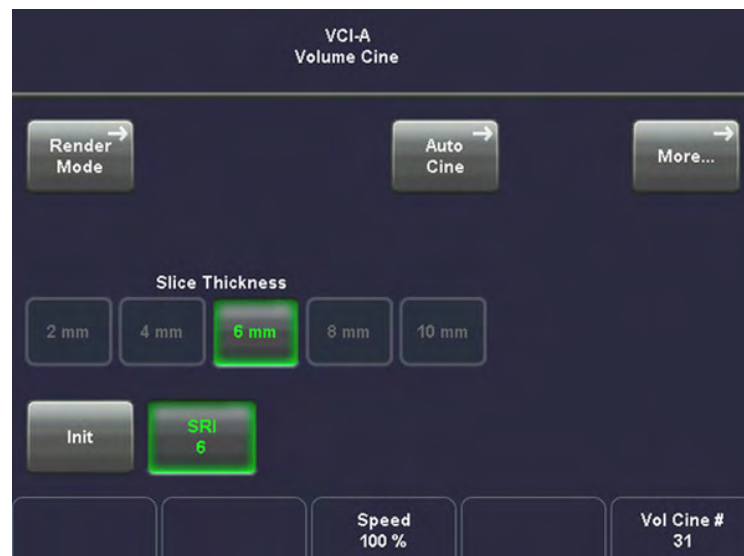 VCI-A
Volume Cine
Render
Mode
Auto
Cine
More...
Slice Thickness
2 mm
4 mm
6 mm
8 mm
10 mm
Init
SRI
6
Speed
100 %
Vol Cine #
31